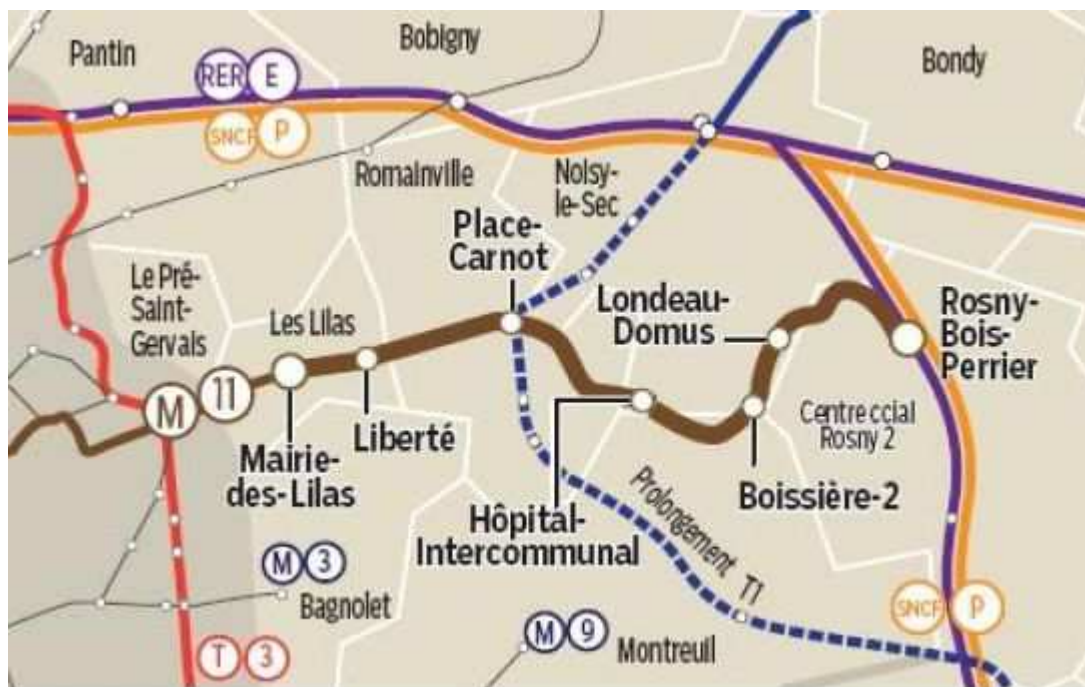 Pantin
Bobigny
Bondy
RER E
SNCF P
Romainville
Noisy-
le-Sec
Place-
Carnot
Le Pré-
Saint-
Gervais
Les Lilas
Londeau-
Domus
Rosny-
Bois-
Perrier
M 11
Liberté
Mairie-
des-Lilas
Centre ccial
Rosny 2
Boissière-2
Hôpital-
Intercommunal
Prolongement T1
M 3
Bagnolet
M 9
Montreuil
SNCF P
T 3